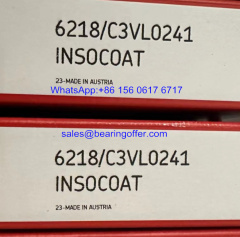 6218/C3VL0241
INSOCOAT
23-MADE IN AUSTRIA
WhatsApp:+86 156 0617 6717
sales@bearingoffer.com
6218/C3VL0241
INSOCOAT
23-MADE IN AUSTRIA